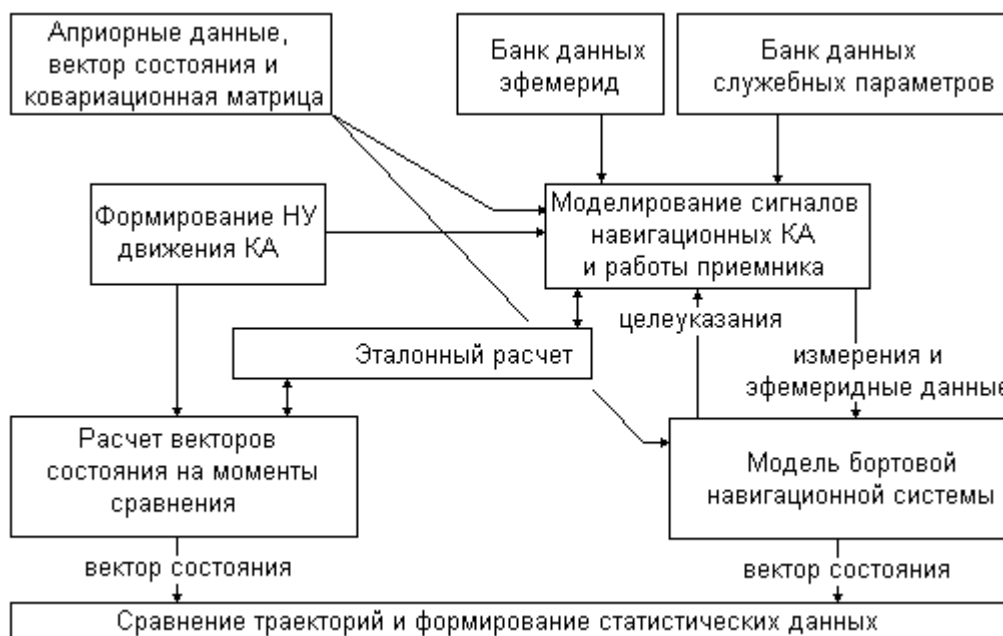 Априорные данные,
вектор состояния и
ковариационная матрица
Банк данных
эфемерид
Банк данных
служебных параметров
Формирование НУ
движения КА
Моделирование сигналов
навигационных КА
и работы приемника
целеуказания
Эталонный расчет
измерения и
эфемеридные данные
Расчет векторов
состояния на моменты
сравнения
Модель бортовой
навигационной системы
вектор состояния
вектор состояния
Сравнение траекторий и формирование статистических данных